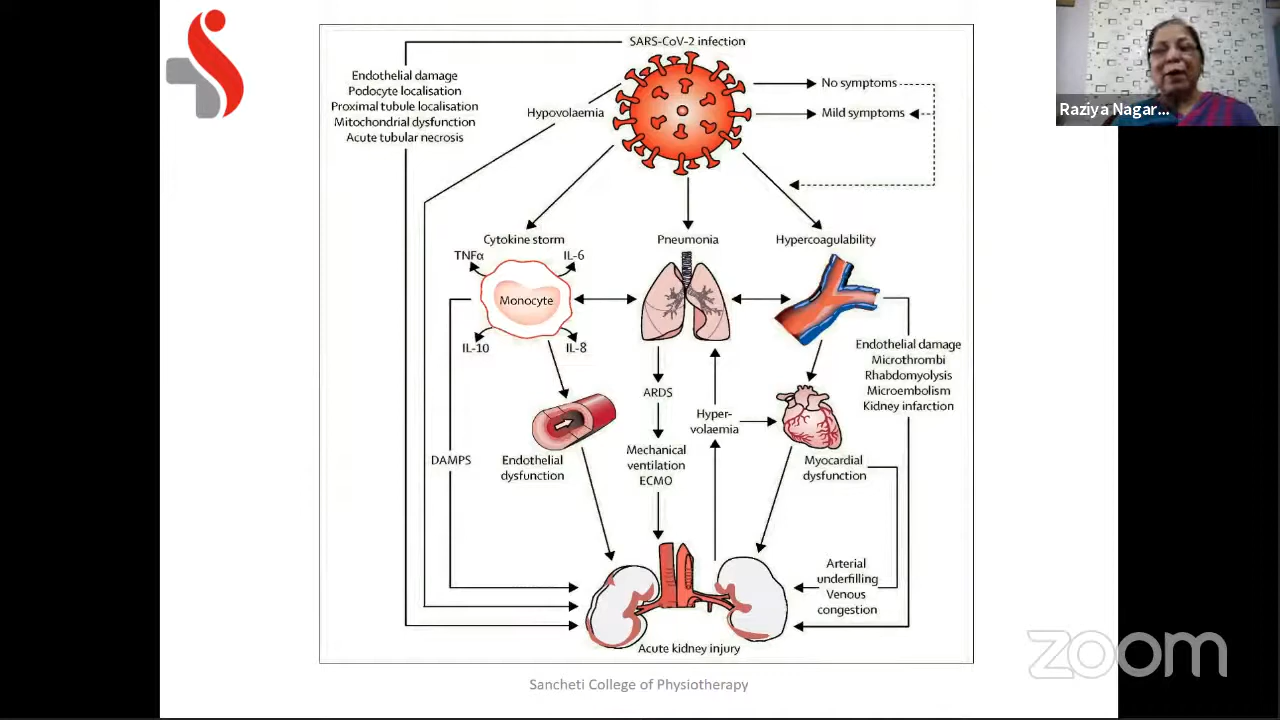 SARS-CoV-2 infection
Endothelial damage
Podocyte localisation
Proximal tubule localisation
Mitochondrial dysfunction
Acute tubular necrosis
Hypovolaemia
No symptoms
Mild symptoms
Raziya Nagar...
Cytokine storm
TNFα
IL-6
Monocyte
IL-10
IL-8
Pneumonia
Hypercoagulability
Endothelial damage
Microthrombi
Rhabdomyolysis
Microembolism
Kidney infarction
ARDS
Hyper-
volaemia
Mechanical
ventilation
ECMO
DAMPS
Endothelial
dysfunction
Myocardial
dysfunction
Arterial
underfilling
Venous
congestion
Acute kidney injury
zoom
Sancheti College of Physiotherapy